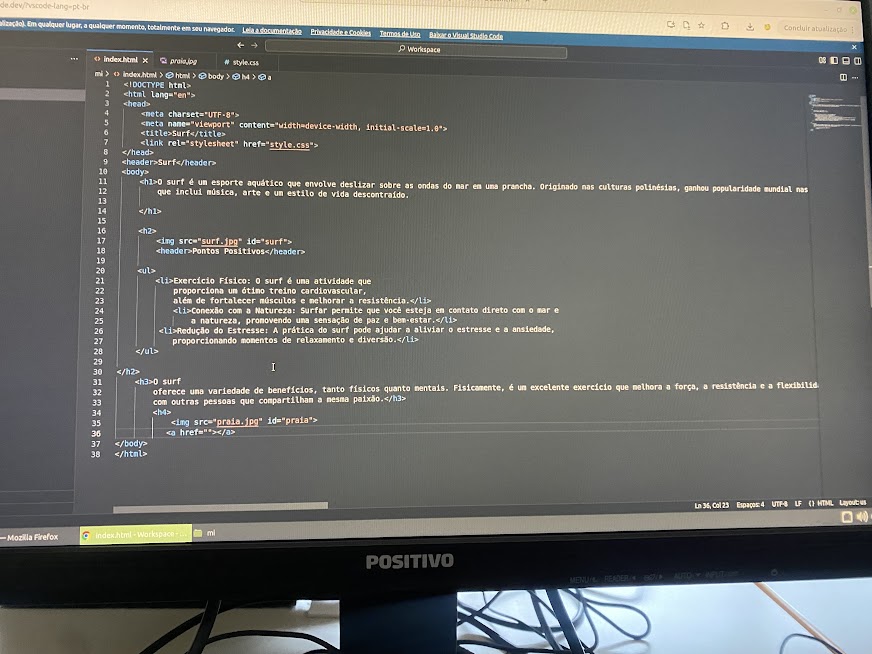 de.dev/?vscode-lang=pt-br
alização). Em qualquer lugar, a qualquer momento, totalmente em seu navegador. Leia a documentação Privacidade e Cookies Termos de Uso Baixar o Visual Studio Code
Concluir atualização
Workspace
index.html praia.jpg # style.css
mi > index.html > html > body > h4 > a
1 <!DOCTYPE html>
2 <html lang="en">
3 <head>
4 <meta charset="UTF-8">
5 <meta name="viewport" content="width=device-width, initial-scale=1.0">
6 <title>Surf</title>
7 <link rel="stylesheet" href="style.css">
8 </head>
9 <header>Surf</header>
10 <body>
11 <h1>O surf é um esporte aquático que envolve deslizar sobre as ondas do mar em uma prancha. Originado nas culturas polinésias, ganhou popularidade mundial nas
12 que inclui música, arte e um estilo de vida descontraído.
13
14 </h1>
15
16 <h2>
17 <img src="surf.jpg" id="surf">
18 <header>Pontos Positivos</header>
19
20 <ul>
21 <li>Exercício Físico: O surf é uma atividade que
22 proporciona um ótimo treino cardiovascular,
23 além de fortalecer músculos e melhorar a resistência.</li>
24 <li>Conexão com a Natureza: Surfar permite que você esteja em contato direto com o mar e
25 a natureza, promovendo uma sensação de paz e bem-estar.</li>
26 <li>Redução do Estresse: A prática do surf pode ajudar a aliviar o estresse e a ansiedade,
27 proporcionando momentos de relaxamento e diversão.</li>
28 </ul>
29
30 </h2>
31 <h3>O surf
32 oferece uma variedade de benefícios, tanto físicos quanto mentais. Fisicamente, é um excelente exercício que melhora a força, a resistência e a flexibilid
33 com outras pessoas que compartilham a mesma paixão.</h3>
34 <h4>
35 <img src="praia.jpg" id="praia">
36 <a href=""></a>
37 </body>
38 </html>
Ln 36, Col 23 Espaços: 4 UTF-8 LF {} HTML Layout: us
— Mozilla Firefox index.html - Workspace - ... mi
POSITIVO
MENU